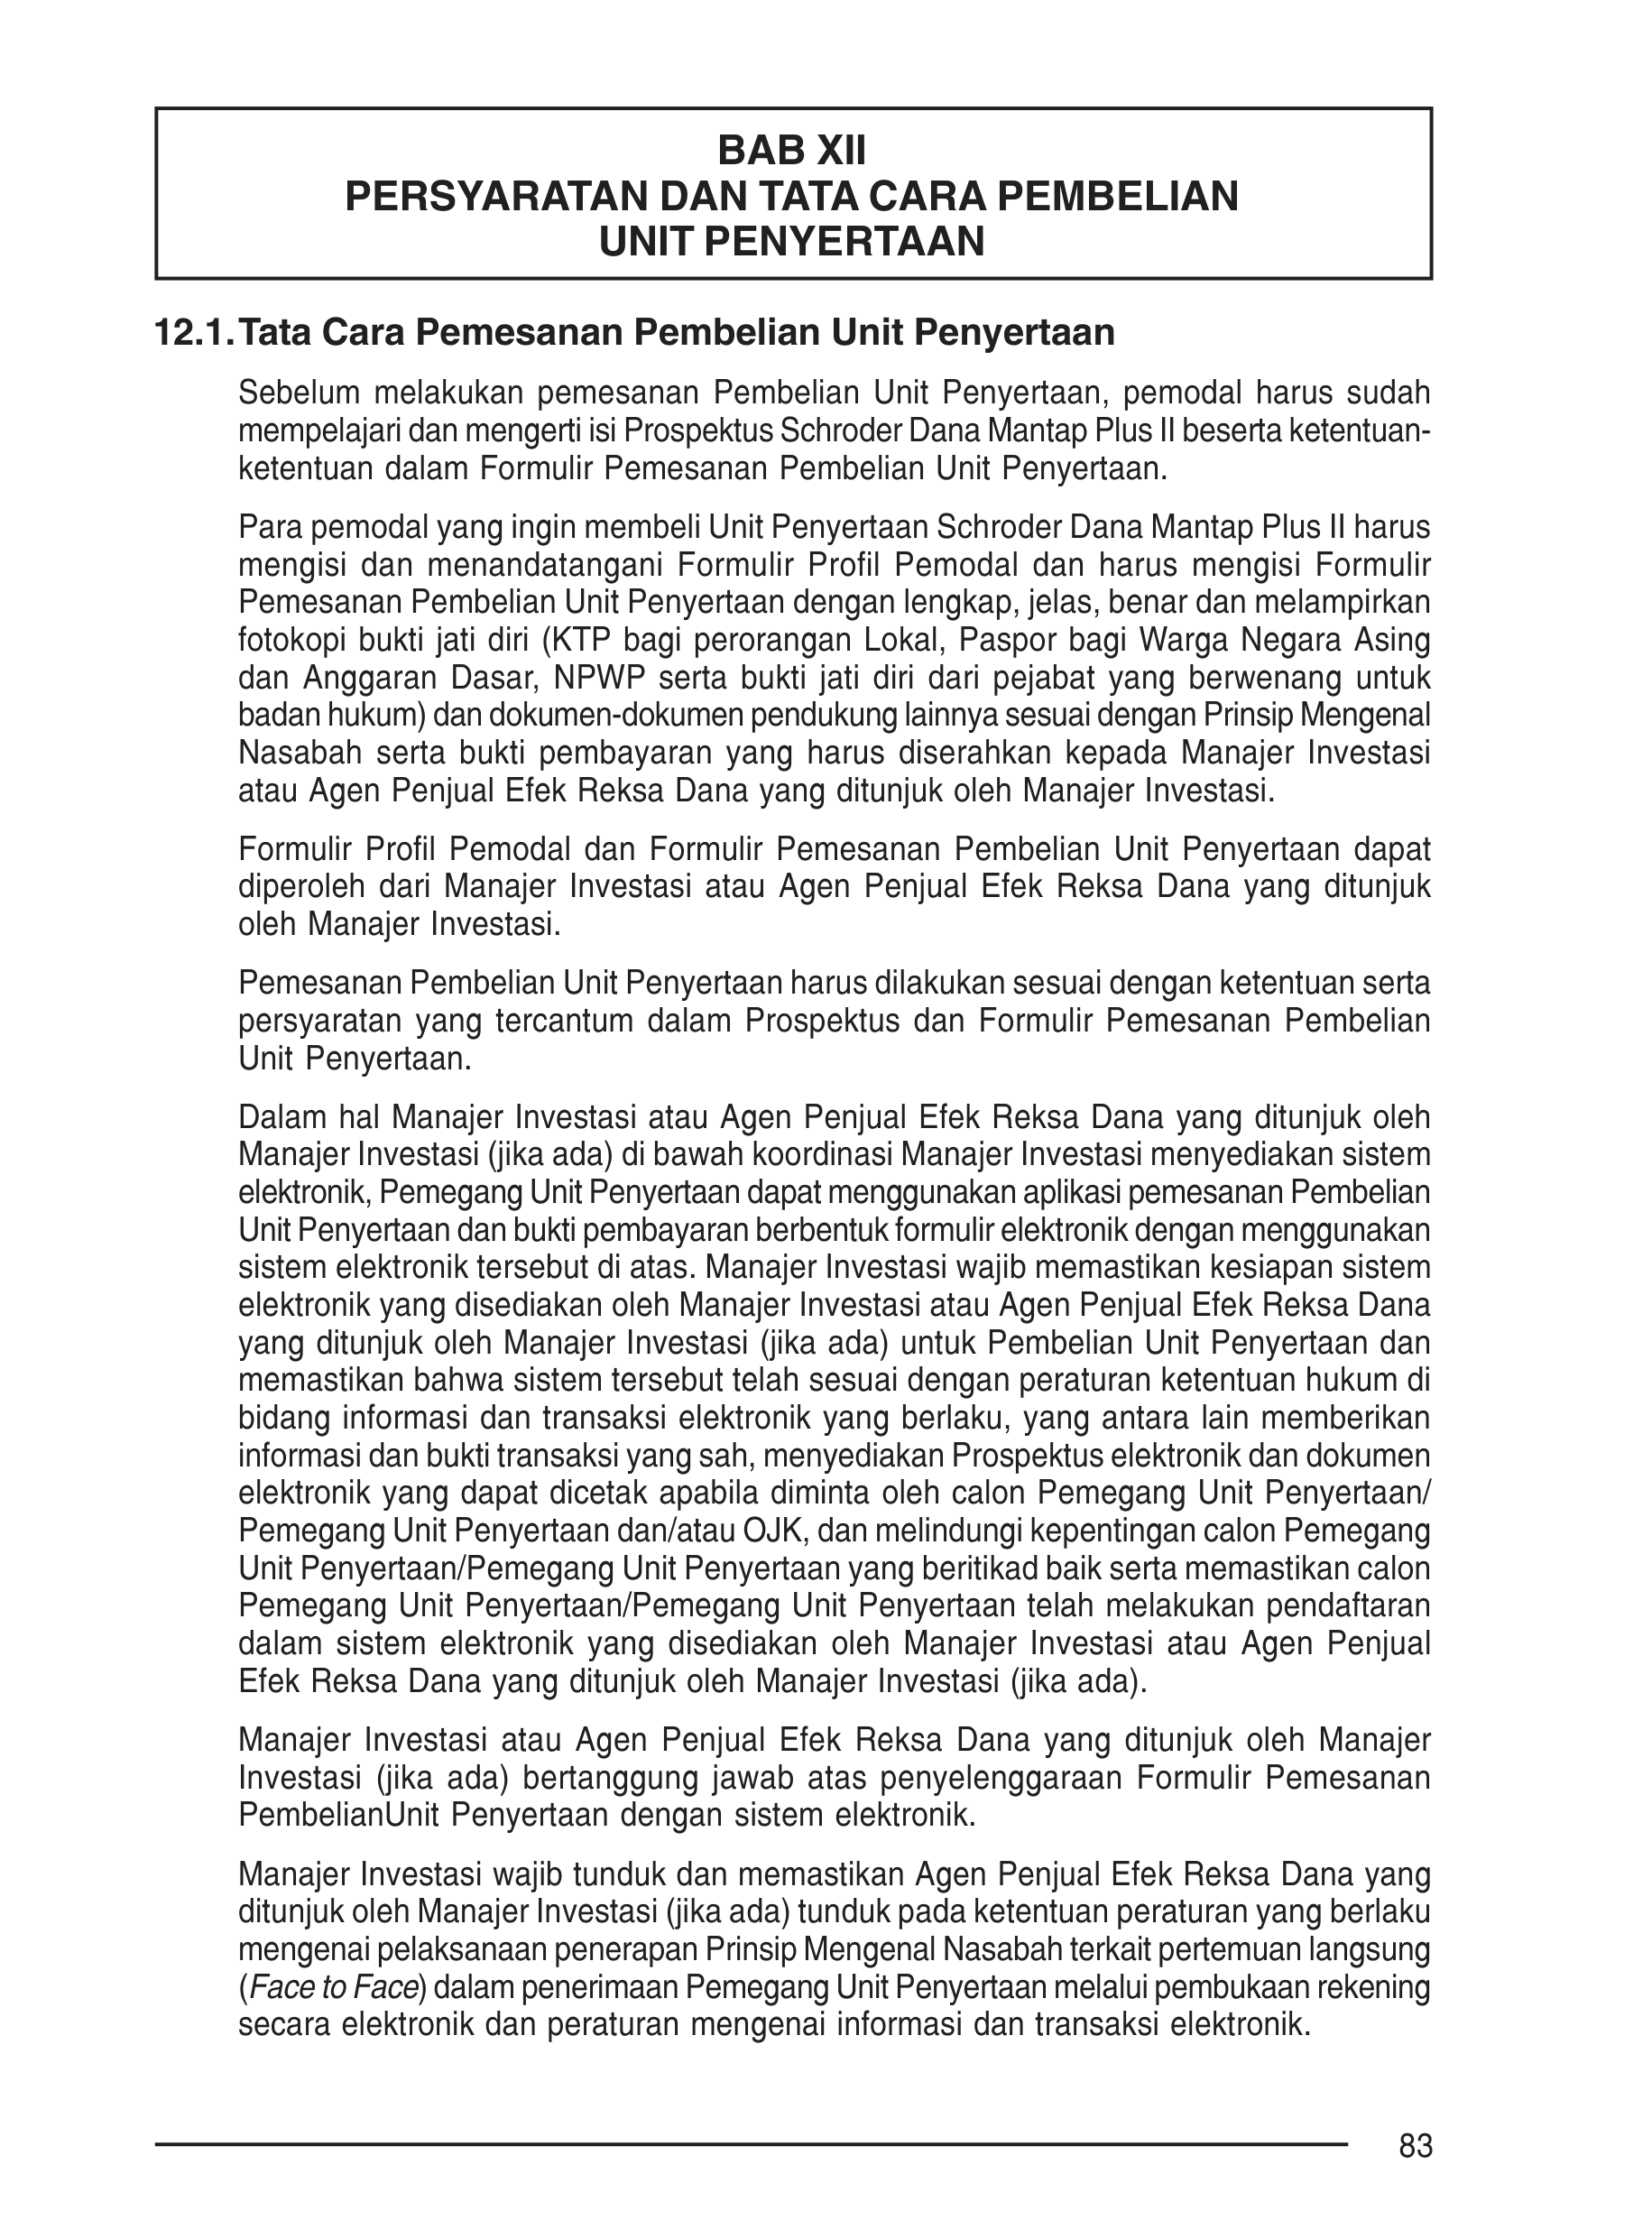 BAB XII
PERSYARATAN DAN TATA CARA PEMBELIAN
UNIT PENYERTAAN
12.1. Tata Cara Pemesanan Pembelian Unit Penyertaan
Sebelum melakukan pemesanan Pembelian Unit Penyertaan, pemodal harus sudah
mempelajari dan mengerti isi Prospektus Schroder Dana Mantap Plus II beserta ketentuan-
ketentuan dalam Formulir Pemesanan Pembelian Unit Penyertaan.
Para pemodal yang ingin membeli Unit Penyertaan Schroder Dana Mantap Plus II harus
mengisi dan menandatangani Formulir Profil Pemodal dan harus mengisi Formulir
Pemesanan Pembelian Unit Penyertaan dengan lengkap, jelas, benar dan melampirkan
fotokopi bukti jati diri (KTP bagi perorangan Lokal, Paspor bagi Warga Negara Asing
dan Anggaran Dasar, NPWP serta bukti jati diri dari pejabat yang berwenang untuk
badan hukum) dan dokumen-dokumen pendukung lainnya sesuai dengan Prinsip Mengenal
Nasabah serta bukti pembayaran yang harus diserahkan kepada Manajer Investasi
atau Agen Penjual Efek Reksa Dana yang ditunjuk oleh Manajer Investasi.
Formulir Profil Pemodal dan Formulir Pemesanan Pembelian Unit Penyertaan dapat
diperoleh dari Manajer Investasi atau Agen Penjual Efek Reksa Dana yang ditunjuk
oleh Manajer Investasi.
Pemesanan Pembelian Unit Penyertaan harus dilakukan sesuai dengan ketentuan serta
persyaratan yang tercantum dalam Prospektus dan Formulir Pemesanan Pembelian
Unit Penyertaan.
Dalam hal Manajer Investasi atau Agen Penjual Efek Reksa Dana yang ditunjuk oleh
Manajer Investasi (jika ada) di bawah koordinasi Manajer Investasi menyediakan sistem
elektronik, Pemegang Unit Penyertaan dapat menggunakan aplikasi pemesanan Pembelian
Unit Penyertaan dan bukti pembayaran berbentuk formulir elektronik dengan menggunakan
sistem elektronik tersebut di atas. Manajer Investasi wajib memastikan kesiapan sistem
elektronik yang disediakan oleh Manajer Investasi atau Agen Penjual Efek Reksa Dana
yang ditunjuk oleh Manajer Investasi (jika ada) untuk Pembelian Unit Penyertaan dan
memastikan bahwa sistem tersebut telah sesuai dengan peraturan ketentuan hukum di
bidang informasi dan transaksi elektronik yang berlaku, yang antara lain memberikan
informasi dan bukti transaksi yang sah, menyediakan Prospektus elektronik dan dokumen
elektronik yang dapat dicetak apabila diminta oleh calon Pemegang Unit Penyertaan/
Pemegang Unit Penyertaan dan/atau OJK, dan melindungi kepentingan calon Pemegang
Unit Penyertaan/Pemegang Unit Penyertaan yang beritikad baik serta memastikan calon
Pemegang Unit Penyertaan/Pemegang Unit Penyertaan telah melakukan pendaftaran
dalam sistem elektronik yang disediakan oleh Manajer Investasi atau Agen Penjual
Efek Reksa Dana yang ditunjuk oleh Manajer Investasi (jika ada).
Manajer Investasi atau Agen Penjual Efek Reksa Dana yang ditunjuk oleh Manajer
Investasi (jika ada) bertanggung jawab atas penyelenggaraan Formulir Pemesanan
PembelianUnit Penyertaan dengan sistem elektronik.
Manajer Investasi wajib tunduk dan memastikan Agen Penjual Efek Reksa Dana yang
ditunjuk oleh Manajer Investasi (jika ada) tunduk pada ketentuan peraturan yang berlaku
mengenai pelaksanaan penerapan Prinsip Mengenal Nasabah terkait pertemuan langsung
(Face to Face) dalam penerimaan Pemegang Unit Penyertaan melalui pembukaan rekening
secara elektronik dan peraturan mengenai informasi dan transaksi elektronik.
83